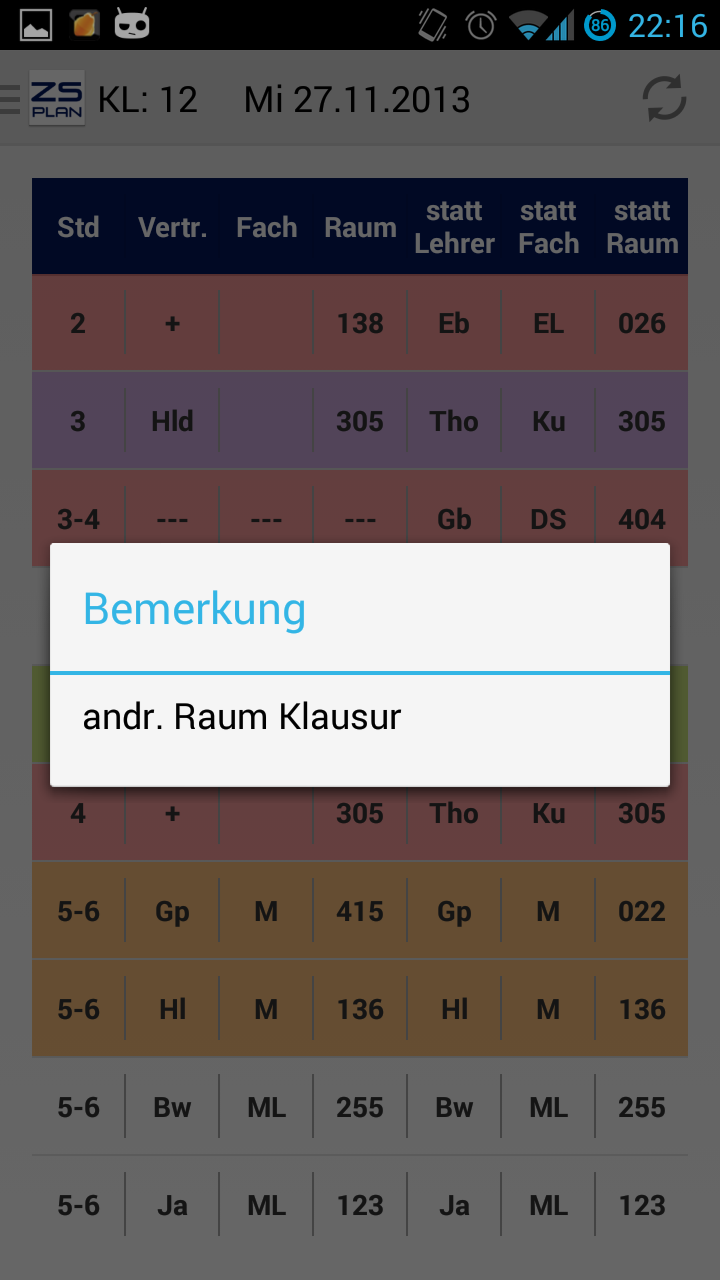 86 22:16
ZS PLAN KL: 12 Mi 27.11.2013
Std Vertr. Fach Raum statt Lehrer statt Fach statt Raum
2 + 138 Eb EL 026
3 Hld 305 Tho Ku 305
3-4 --- --- --- Gb DS 404
Bemerkung
andr. Raum Klausur
4 + 305 Tho Ku 305
5-6 Gp M 415 Gp M 022
5-6 Hl M 136 Hl M 136
5-6 Bw ML 255 Bw ML 255
5-6 Ja ML 123 Ja ML 123